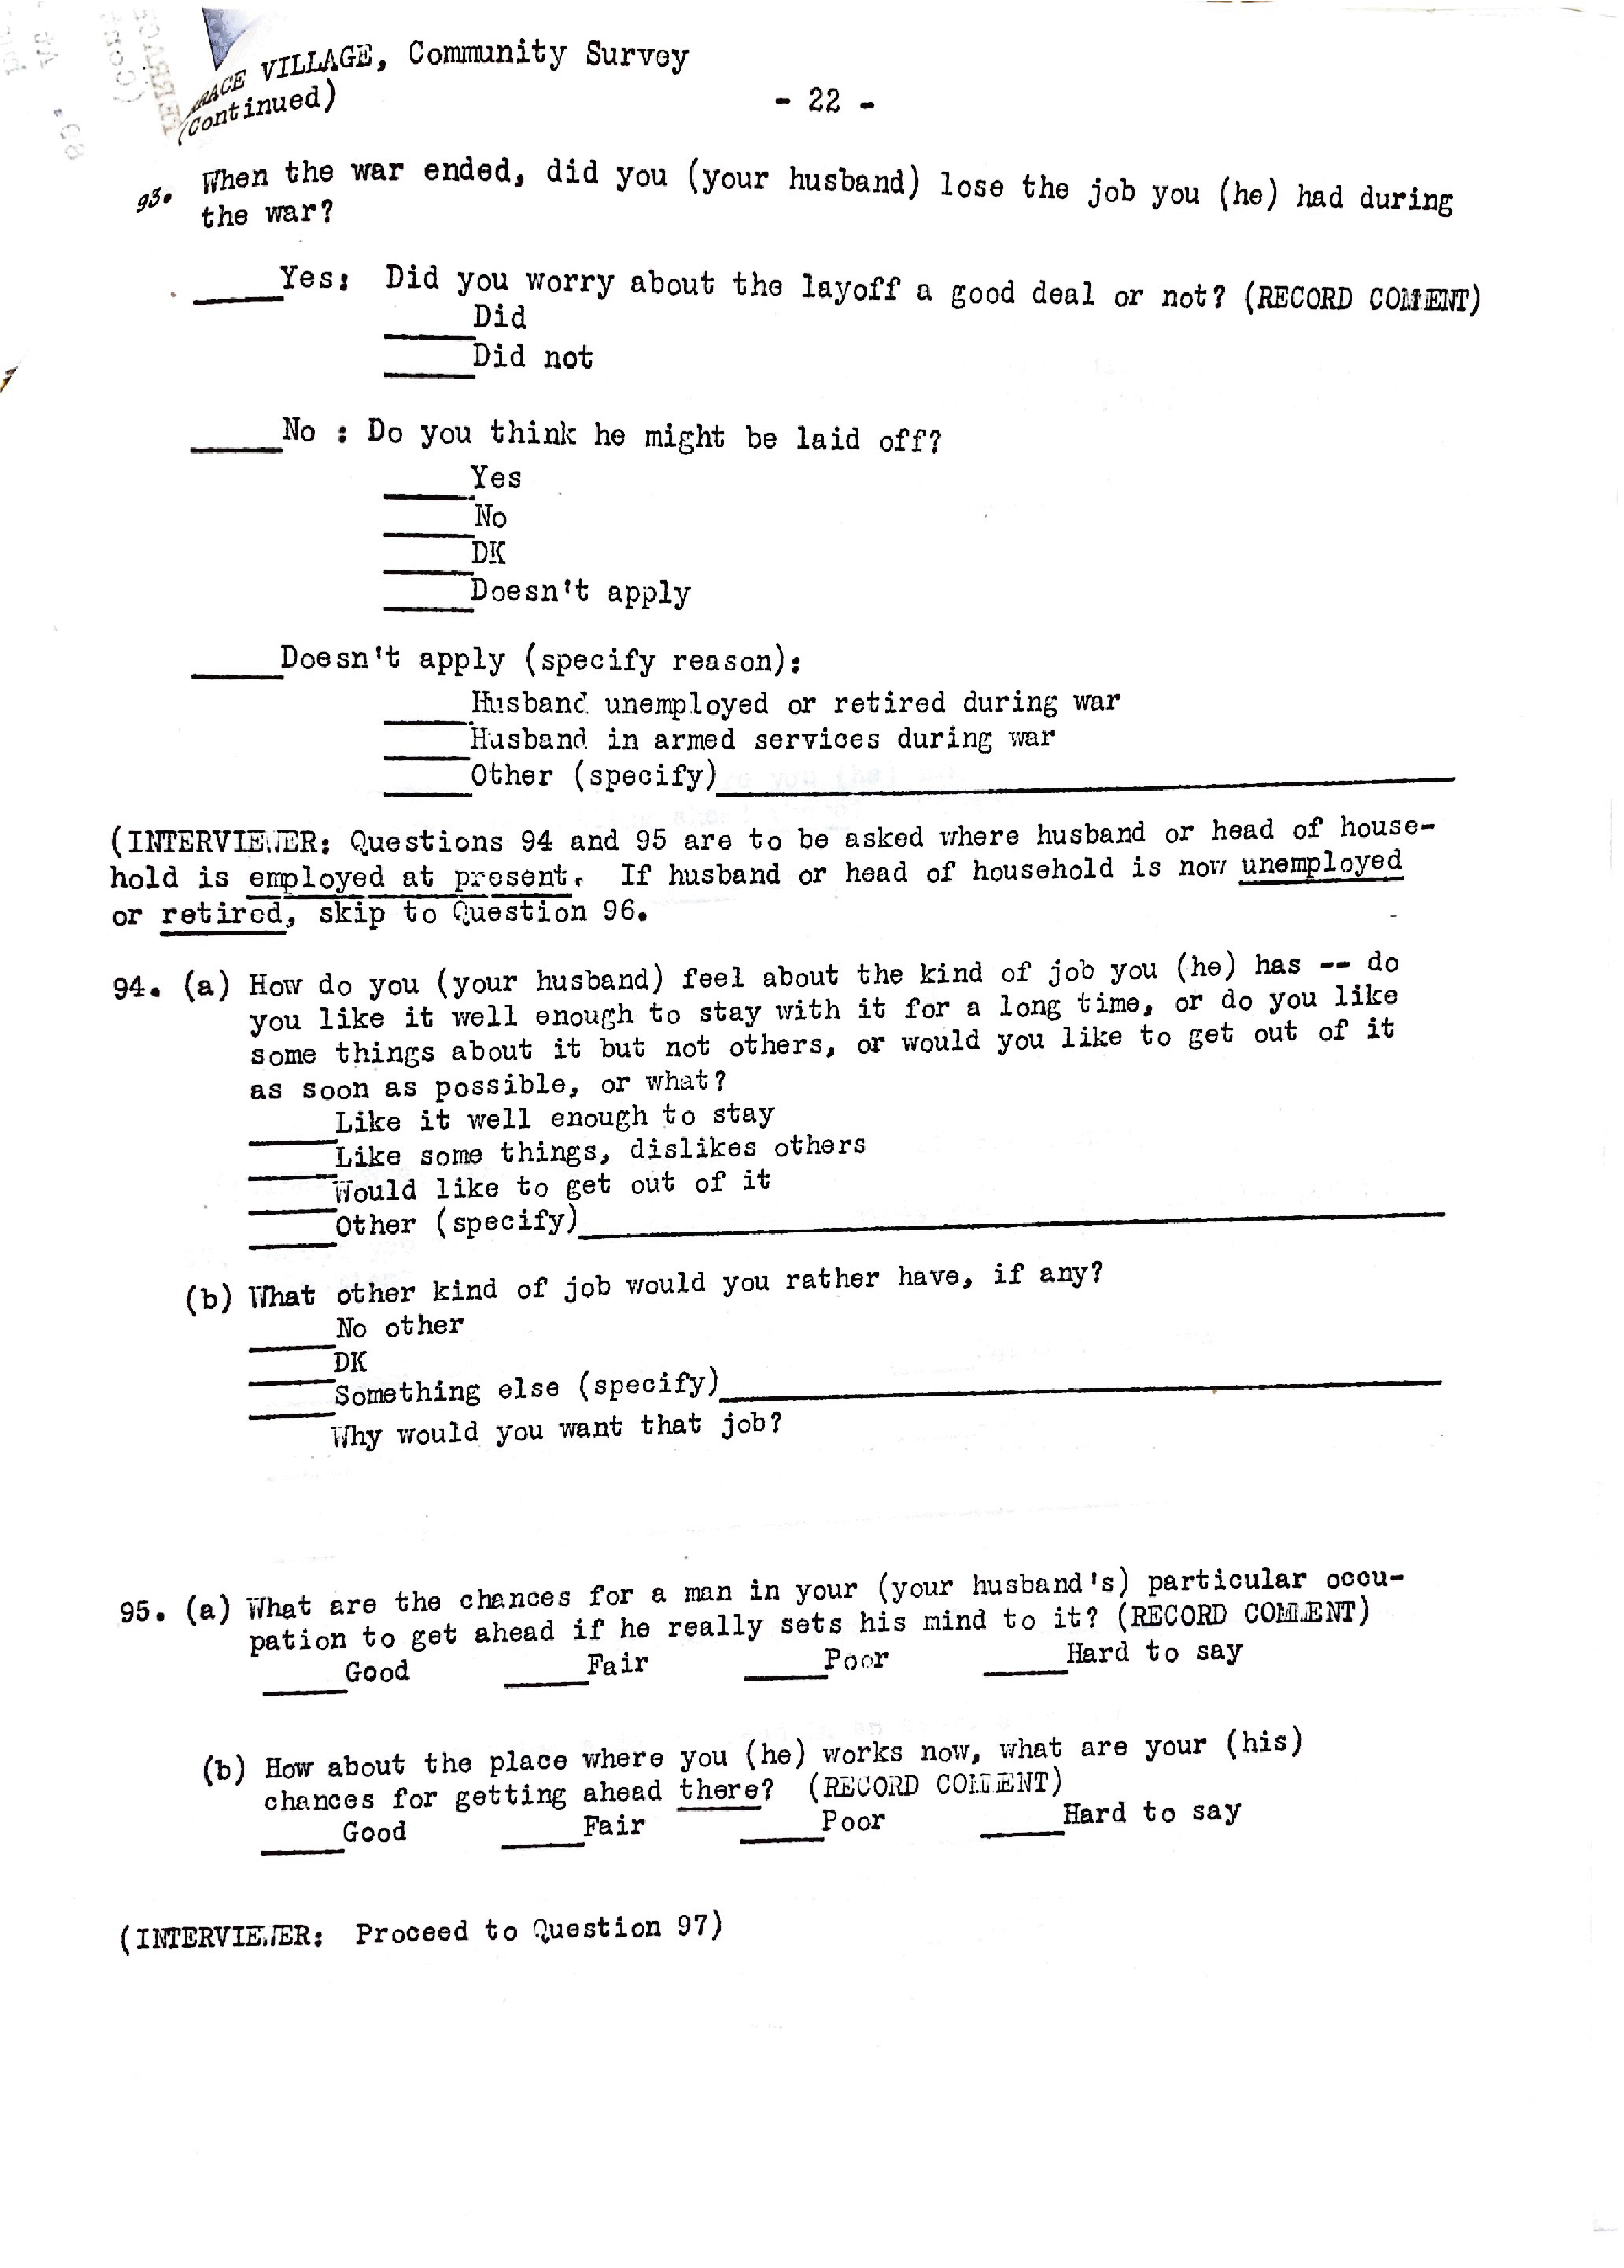 RACE VILLAGE, Community Survey
(Continued)
- 22 -
93. When the war ended, did you (your husband) lose the job you (he) had during
the war?
_____Yes: Did you worry about the layoff a good deal or not? (RECORD COMMENT)
_____Did
_____Did not
_____No : Do you think he might be laid off?
_____Yes
_____No
_____DK
_____Doesn't apply
_____Doesn't apply (specify reason):
_____Husband unemployed or retired during war
_____Husband in armed services during war
_____Other (specify)_____
(INTERVIEWER: Questions 94 and 95 are to be asked where husband or head of house-
hold is employed at present. If husband or head of household is now unemployed
or retired, skip to Question 96.
94. (a) How do you (your husband) feel about the kind of job you (he) has -- do
you like it well enough to stay with it for a long time, or do you like
some things about it but not others, or would you like to get out of it
as soon as possible, or what?
_____Like it well enough to stay
_____Like some things, dislikes others
_____Would like to get out of it
_____Other (specify)_____
(b) What other kind of job would you rather have, if any?
_____No other
_____DK
_____Something else (specify)_____
Why would you want that job?
95. (a) What are the chances for a man in your (your husband's) particular occu-
pation to get ahead if he really sets his mind to it? (RECORD COMMENT)
_____Good _____Fair _____Poor _____Hard to say
(b) How about the place where you (he) works now, what are your (his)
chances for getting ahead there? (RECORD COMMENT)
_____Good _____Fair _____Poor _____Hard to say
(INTERVIEWER: Proceed to Question 97)